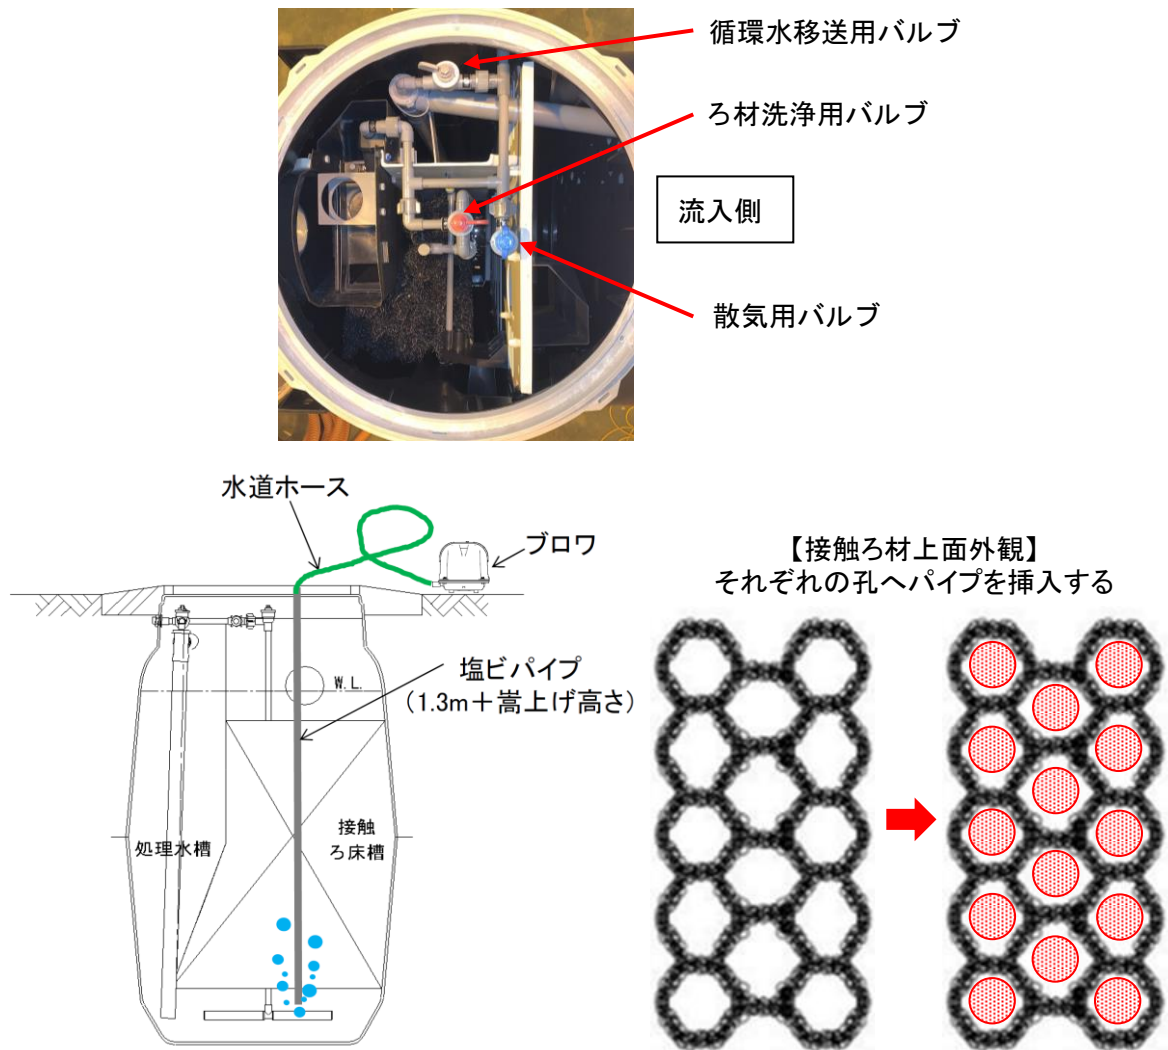 循環水移送用バルブ
ろ材洗浄用バルブ
流入側
散気用バルブ
水道ホース
ブロワ
塩ビパイプ
(1.3m+嵩上げ高さ)
W.L.
処理水槽
接触
ろ床槽
【接触ろ材上面外観】
それぞれの孔へパイプを挿入する